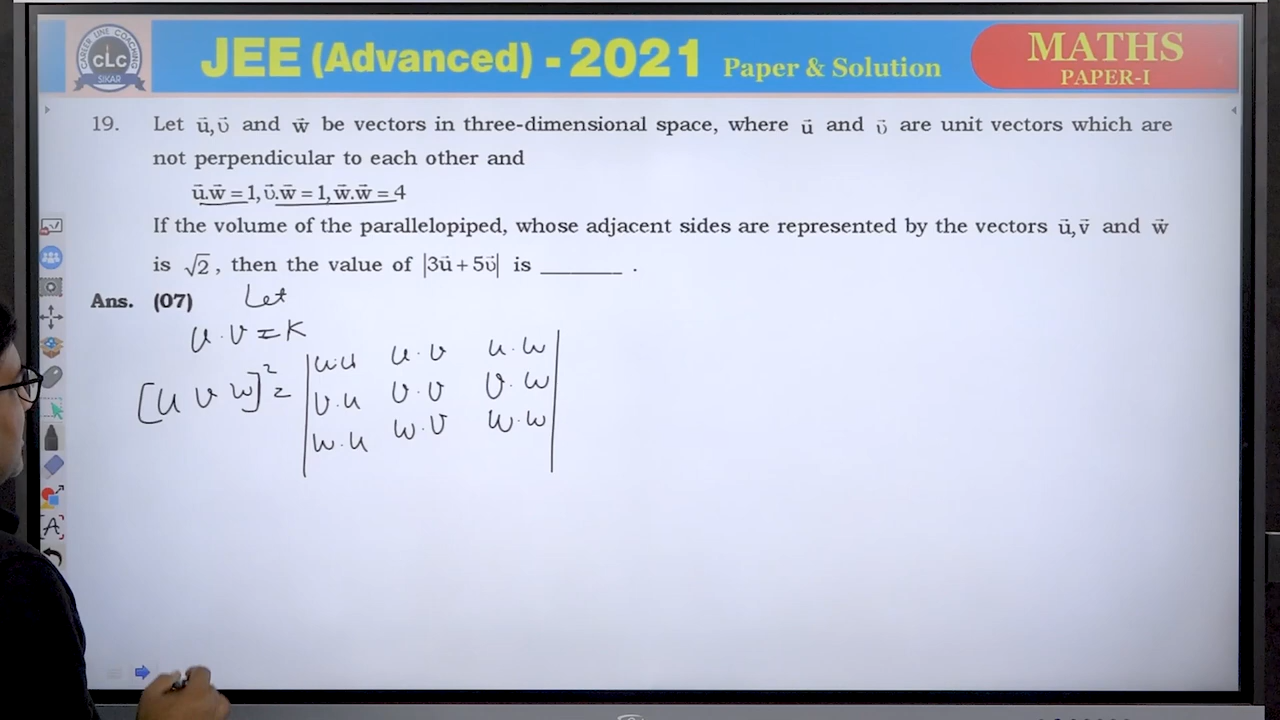 CAREER LINE COACHING
CLC
SIKAR
JEE (Advanced) - 2021 Paper & Solution
MATHS
PAPER-I
19. Let u⃗, υ⃗ and w⃗ be vectors in three-dimensional space, where u⃗ and υ⃗ are unit vectors which are
not perpendicular to each other and
u⃗.w⃗ = 1, υ⃗.w⃗ = 1, w⃗.w⃗ = 4
If the volume of the parallelopiped, whose adjacent sides are represented by the vectors u⃗, v⃗ and w⃗
is √2, then the value of |3u⃗ + 5υ⃗| is ________ .
Ans. (07) Let
u·v = K
[u v w]² = | u·u u·v u·w |
| v·u v·v v·w |
| w·u w·v w·w |